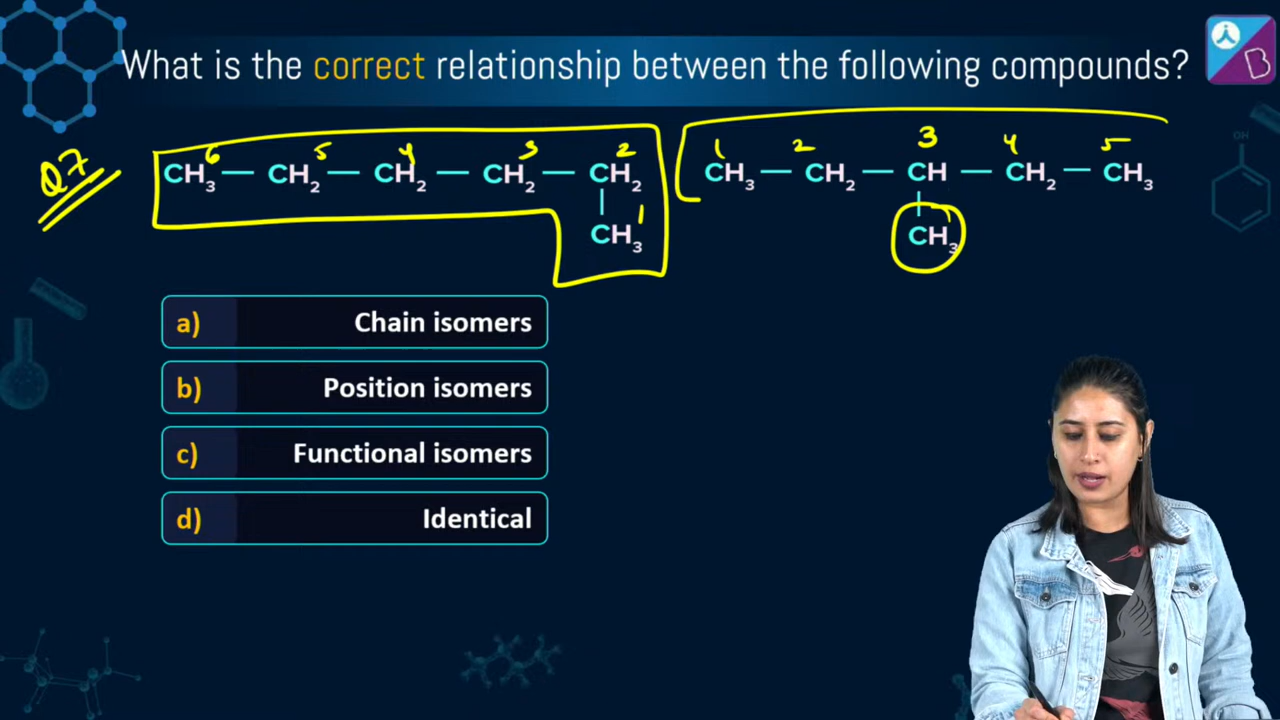 What is the correct relationship between the following compounds?
Q7
6 5 4 3 2
CH₃ — CH₂ — CH₂ — CH₂ — CH₂
1
CH₃
1 2 3 4 5
CH₃ — CH₂ — CH — CH₂ — CH₃
CH₃
a) Chain isomers
b) Position isomers
c) Functional isomers
d) Identical
B
OH